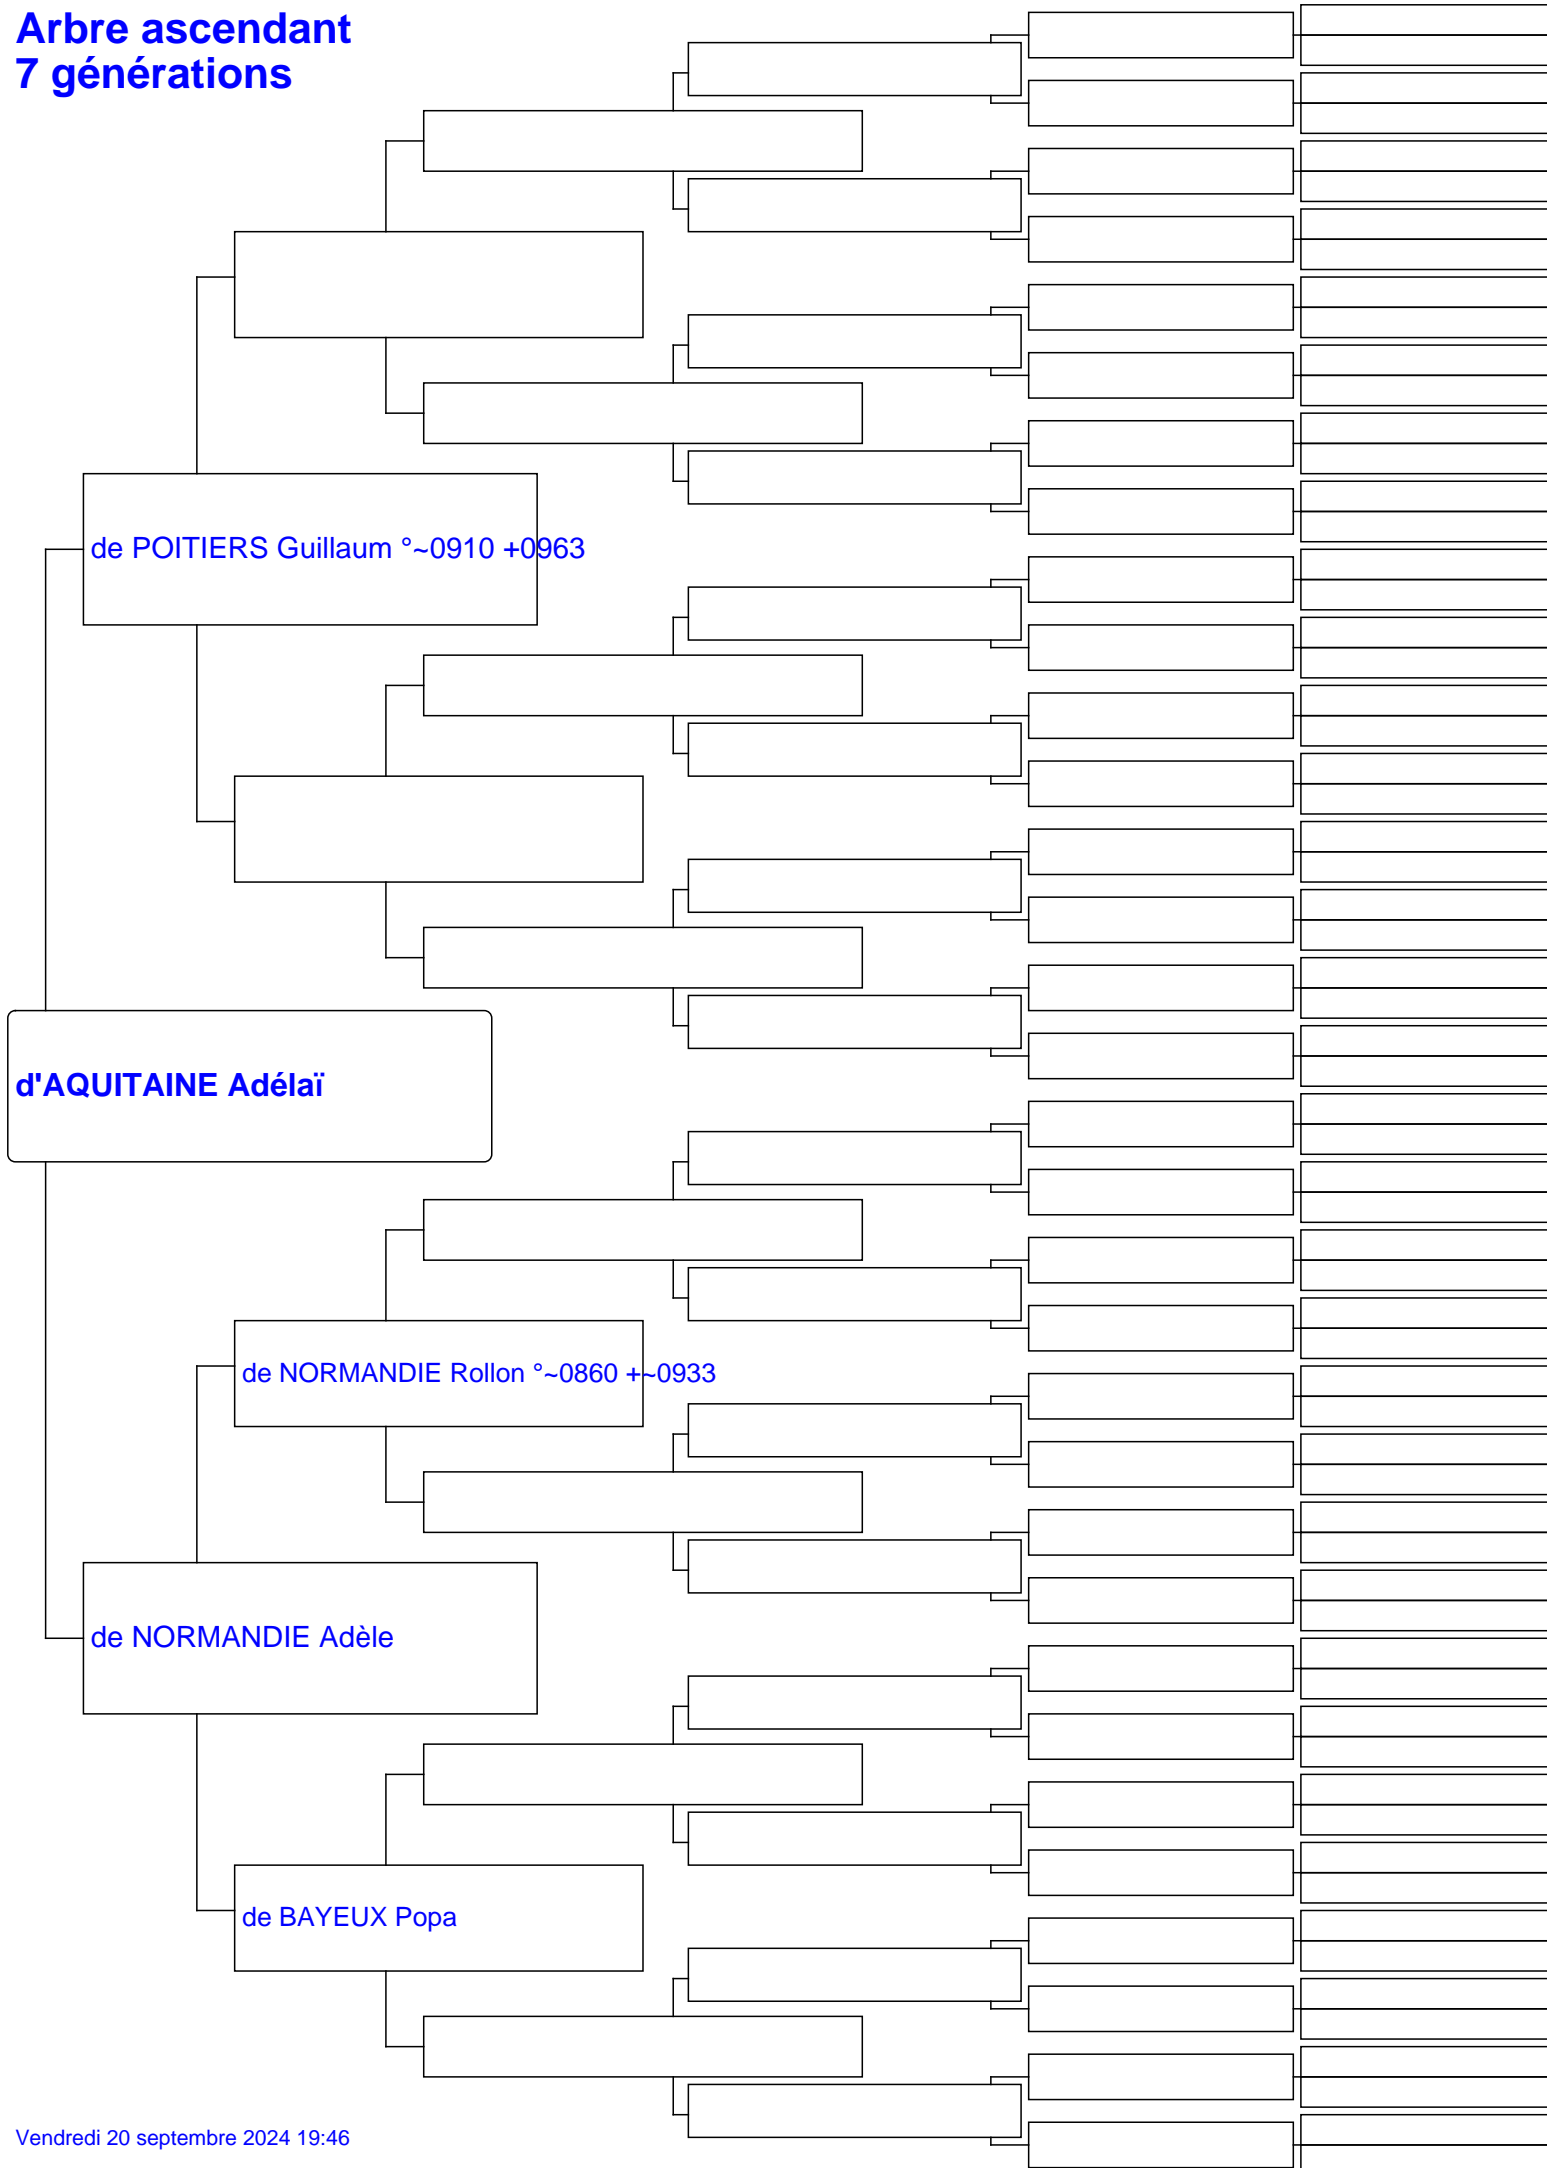 Arbre ascendant
7 générations
de POITIERS Guillaum °~0910 +0963
d'AQUITAINE Adélaï
de NORMANDIE Rollon °~0860 +~0933
de NORMANDIE Adèle
de BAYEUX Popa
Vendredi 20 septembre 2024 19:46